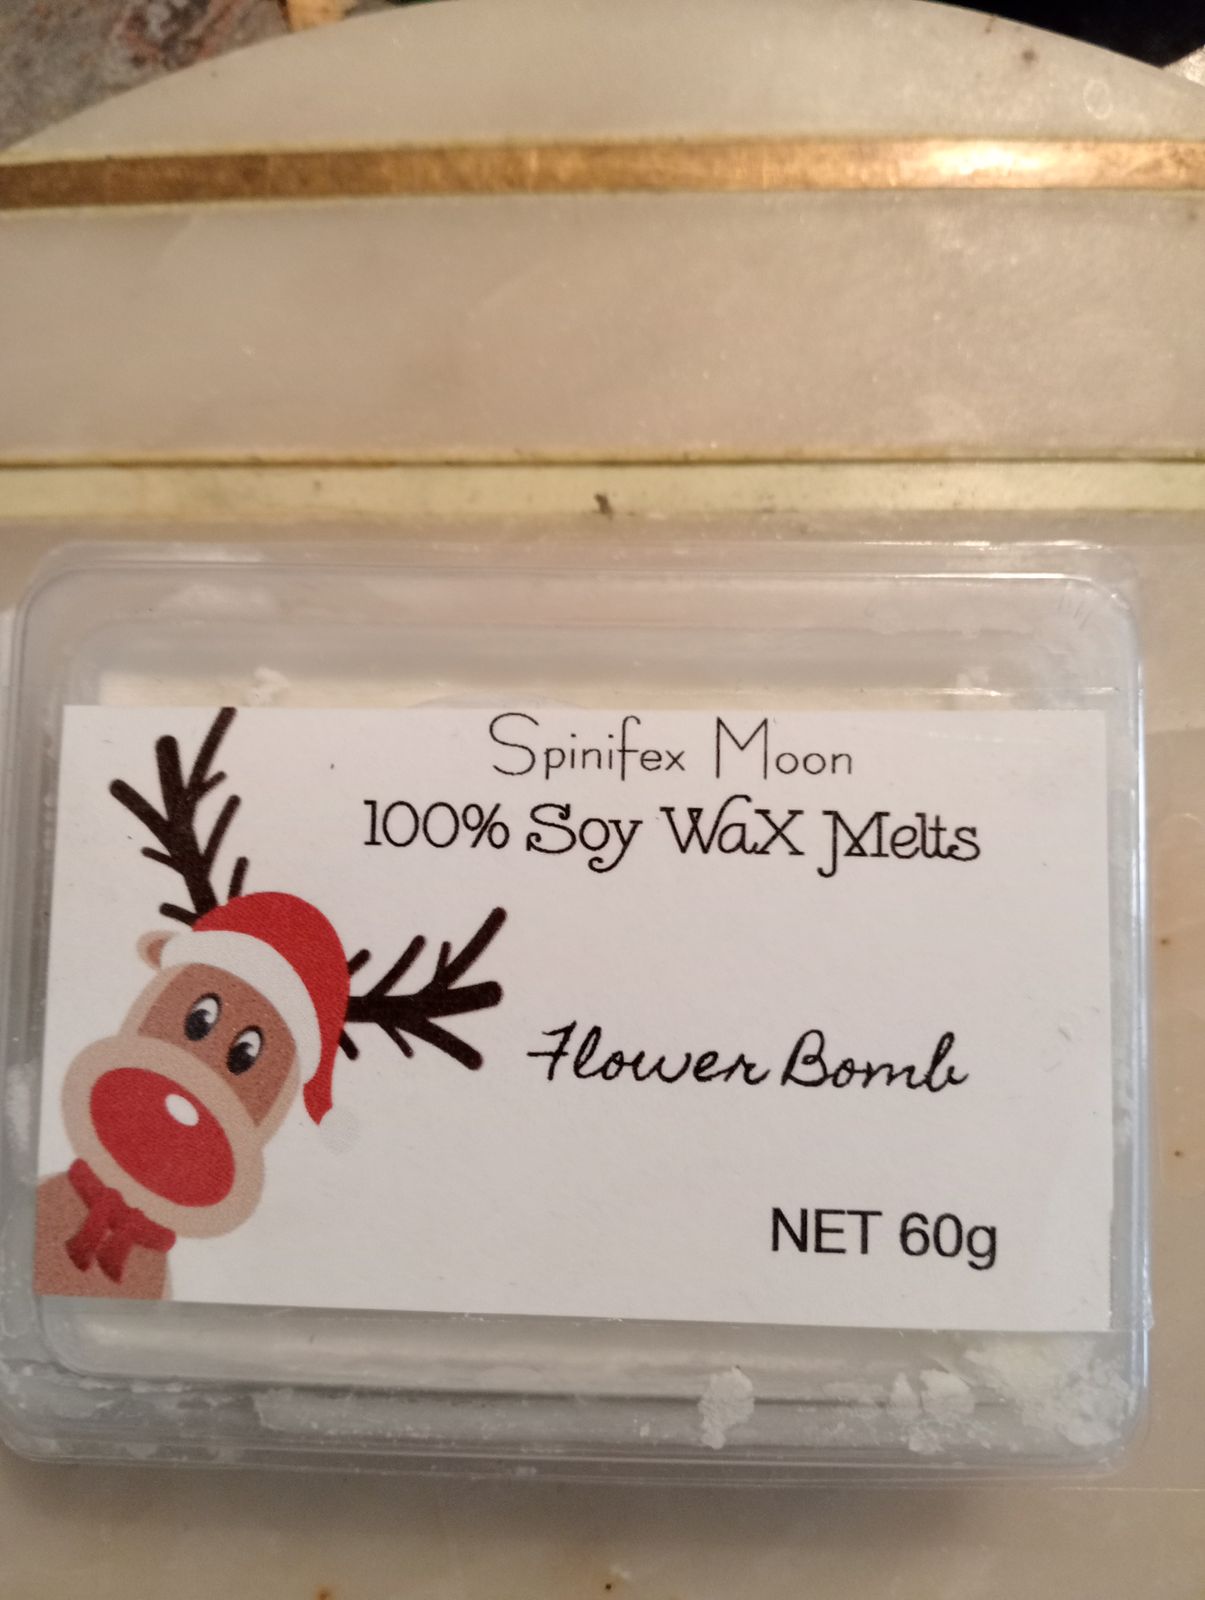 Spinifex Moon
100% Soy WaX Melts
Flower Bomb
NET 60g